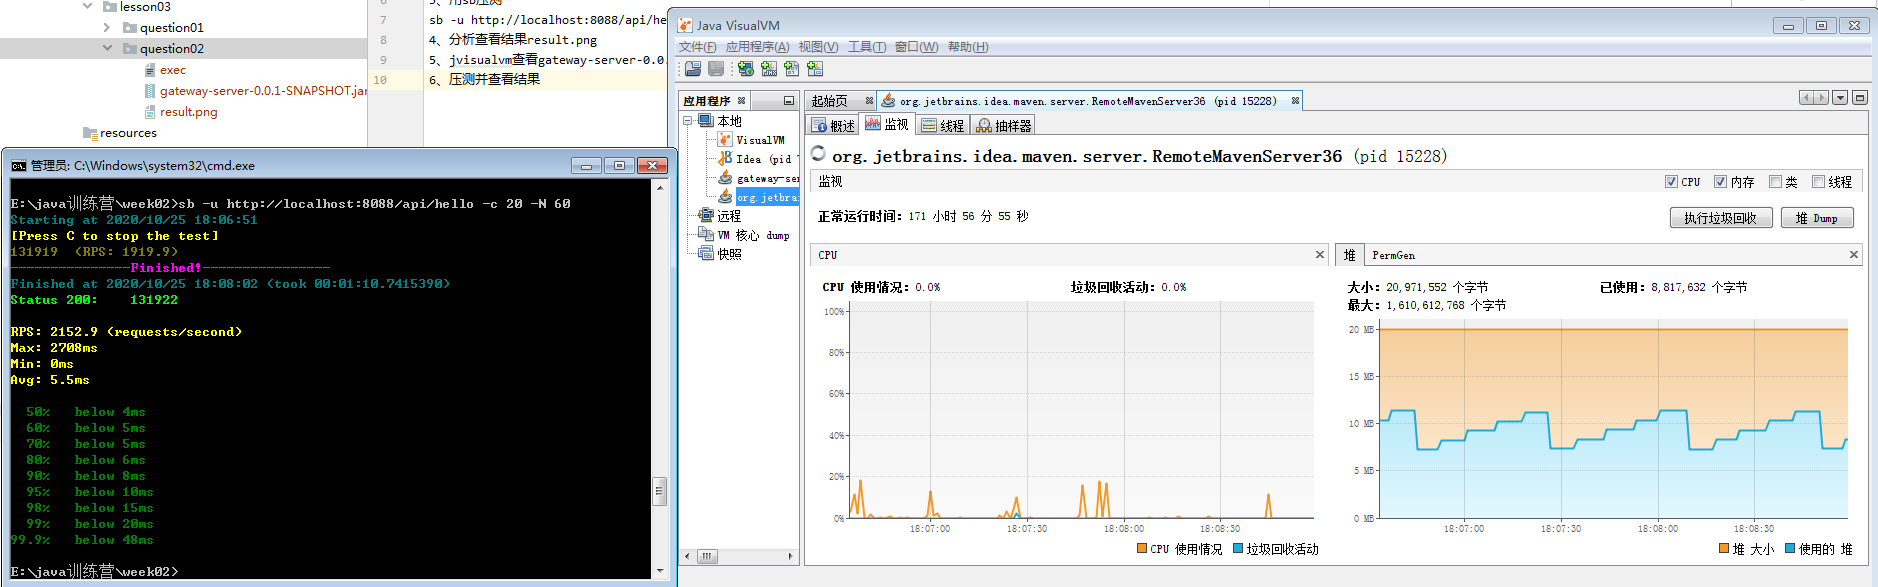 lesson03
question01
question02
exec
gateway-server-0.0.1-SNAPSHOT.jar
result.png
resources
6
7
8
9
10
sb -u http://localhost:8088/api/he
4、分析查看结果result.png
5、jvisualvm查看gateway-server-0.0.
6、压测并查看结果
管理员: C:\Windows\system32\cmd.exe
E:\java训练营\week02>sb -u http://localhost:8088/api/hello -c 20 -N 60
Starting at 2020/10/25 18:06:51
[Press C to stop the test]
131919  (RPS: 1919.9)
---------------Finished!----------------
Finished at 2020/10/25 18:08:02 (took 00:01:10.7415390)
Status 200:    131922
RPS: 2152.9 (requests/second)
Max: 2708ms
Min: 0ms
Avg: 5.5ms
50%   below 4ms
60%   below 5ms
70%   below 5ms
80%   below 6ms
90%   below 8ms
95%   below 10ms
98%   below 15ms
99%   below 20ms
99.9%   below 48ms
E:\java训练营\week02>
Java VisualVM
文件(F) 应用程序(A) 视图(V) 工具(T) 窗口(W) 帮助(H)
应用程序
本地
VisualVM
Idea (pid
gateway-se
org.jetbra
远程
VM 核心 dump
快照
起始页
org.jetbrains.idea.maven.server.RemoteMavenServer36 (pid 15228)
概述 监视 线程 抽样器
org.jetbrains.idea.maven.server.RemoteMavenServer36 (pid 15228)
监视
CPU 内存 类 线程
正常运行时间: 171 小时 56 分 55 秒
执行垃圾回收 堆 Dump
CPU
CPU 使用情况: 0.0% 垃圾回收活动: 0.0%
100%
80%
60%
40%
20%
0%
18:07:00 18:07:30 18:08:00 18:08:30
CPU 使用情况 垃圾回收活动
堆 PermGen
大小: 20,971,552 个字节 已使用: 8,817,632 个字节
最大: 1,610,612,768 个字节
20 MB
15 MB
10 MB
5 MB
0 MB
18:07:00 18:07:30 18:08:00 18:08:30
堆 大小 使用的 堆